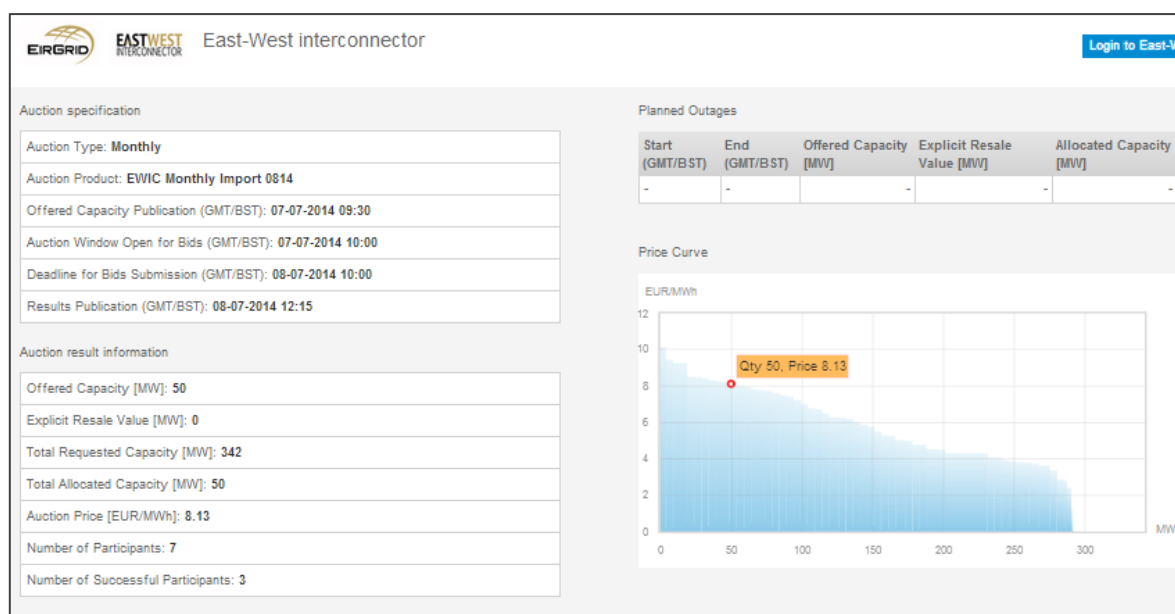 EIRGRID
EASTWEST
INTERCONNECTOR
East-West interconnector
Login to East-W
Auction specification
Auction Type: Monthly
Auction Product: EWIC Monthly Import 0814
Offered Capacity Publication (GMT/BST): 07-07-2014 09:30
Auction Window Open for Bids (GMT/BST): 07-07-2014 10:00
Deadline for Bids Submission (GMT/BST): 08-07-2014 10:00
Results Publication (GMT/BST): 08-07-2014 12:15
Auction result information
Offered Capacity [MW]: 50
Explicit Resale Value [MW]: 0
Total Requested Capacity [MW]: 342
Total Allocated Capacity [MW]: 50
Auction Price [EUR/MWh]: 8.13
Number of Participants: 7
Number of Successful Participants: 3
Planned Outages
Start End Offered Capacity Explicit Resale Allocated Capacity
(GMT/BST) (GMT/BST) [MW] Value [MW] [MW]
- - - - -
Price Curve
EUR/MWh
12
10
8
6
4
2
0
Qty 50, Price 8.13
0 50 100 150 200 250 300
MW